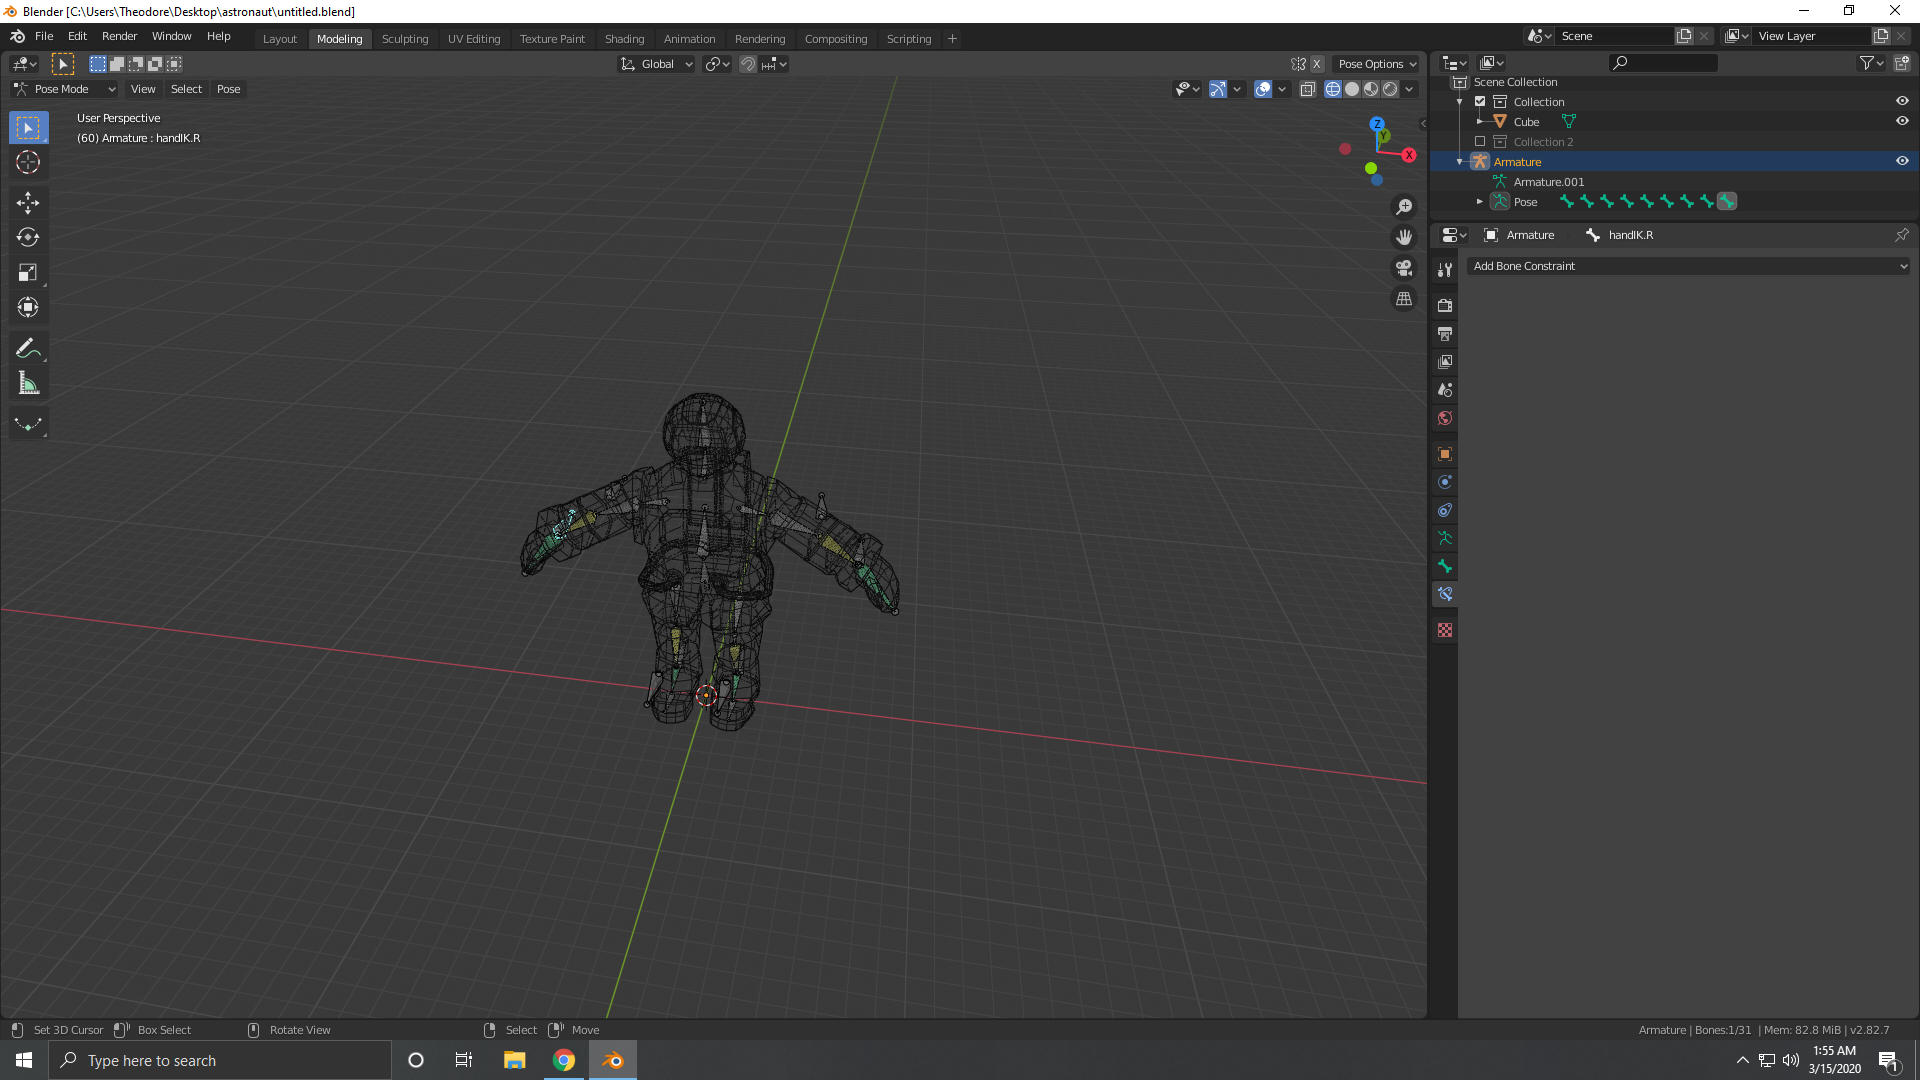 Blender [C:\Users\Theodore\Desktop\astronaut\untitled.blend]
File Edit Render Window Help
Layout Modeling Sculpting UV Editing Texture Paint Shading Animation Rendering Compositing Scripting +
Scene
View Layer
Global
X
Pose Options
Pose Mode View Select Pose
User Perspective
(60) Armature : handIK.R
Z
Y
X
Scene Collection
Collection
Cube
Collection 2
Armature
Armature.001
Pose
Armature handIK.R
Add Bone Constraint
Set 3D Cursor Box Select Rotate View Select Move
Armature | Bones:1/31 | Mem: 82.8 MiB | v2.82.7
Type here to search
1:55 AM
3/15/2020
1